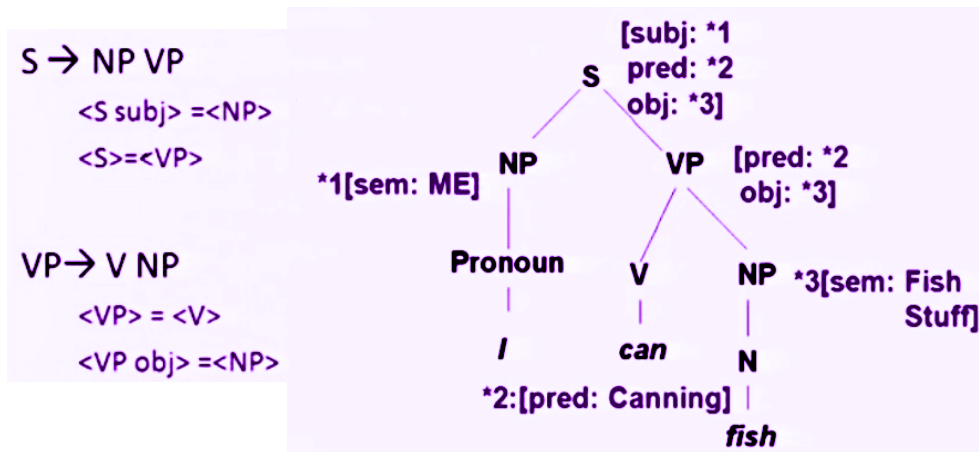 S → NP VP
<S subj> =<NP>
<S>=<VP>
VP→ V NP
<VP> = <V>
<VP obj> =<NP>
[subj: *1
pred: *2
obj: *3]
S
NP
*1[sem: ME]
VP
[pred: *2
obj: *3]
Pronoun
V
NP
*3[sem: Fish
Stuff]
I
can
N
*2:[pred: Canning]
fish